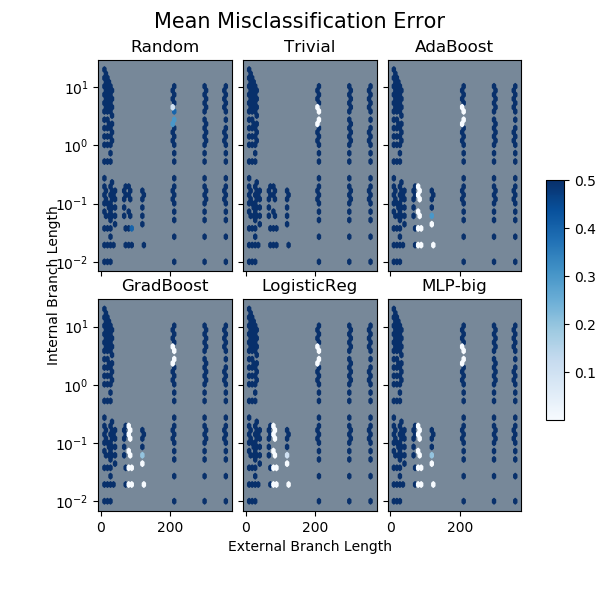 Mean Misclassification Error
Random Trivial AdaBoost
10¹
10⁰
10⁻¹
10⁻²
GradBoost LogisticReg MLP-big
10¹
10⁰
10⁻¹
10⁻²
0 200 0 200 0 200
External Branch Length
Internal Branch Length
0.5
0.4
0.3
0.2
0.1